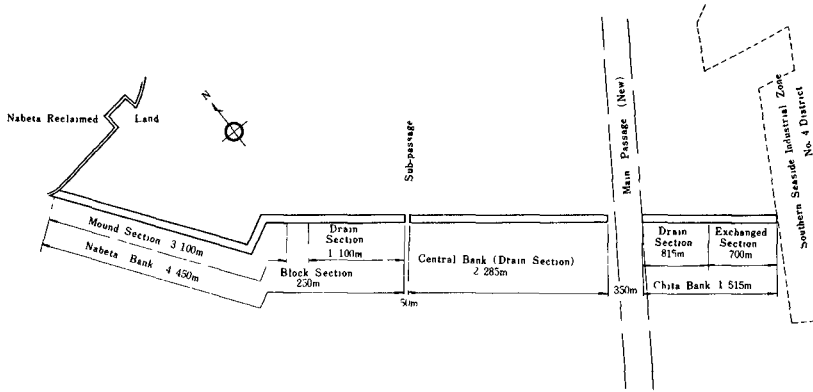 Nabeta Reclaimed Land
N
Sub-passage
Main Passage (New)
Southern Seaside Industrial Zone
No. 4 District
Mound Section 3 100m
Nabeta Bank 4 450m
Drain
Section
1 100m
Block Section
250m
50m
Central Bank (Drain Section)
2 285m
350m
Drain
Section
815m
Exchanged
Section
700m
Chita Bank 1 515m